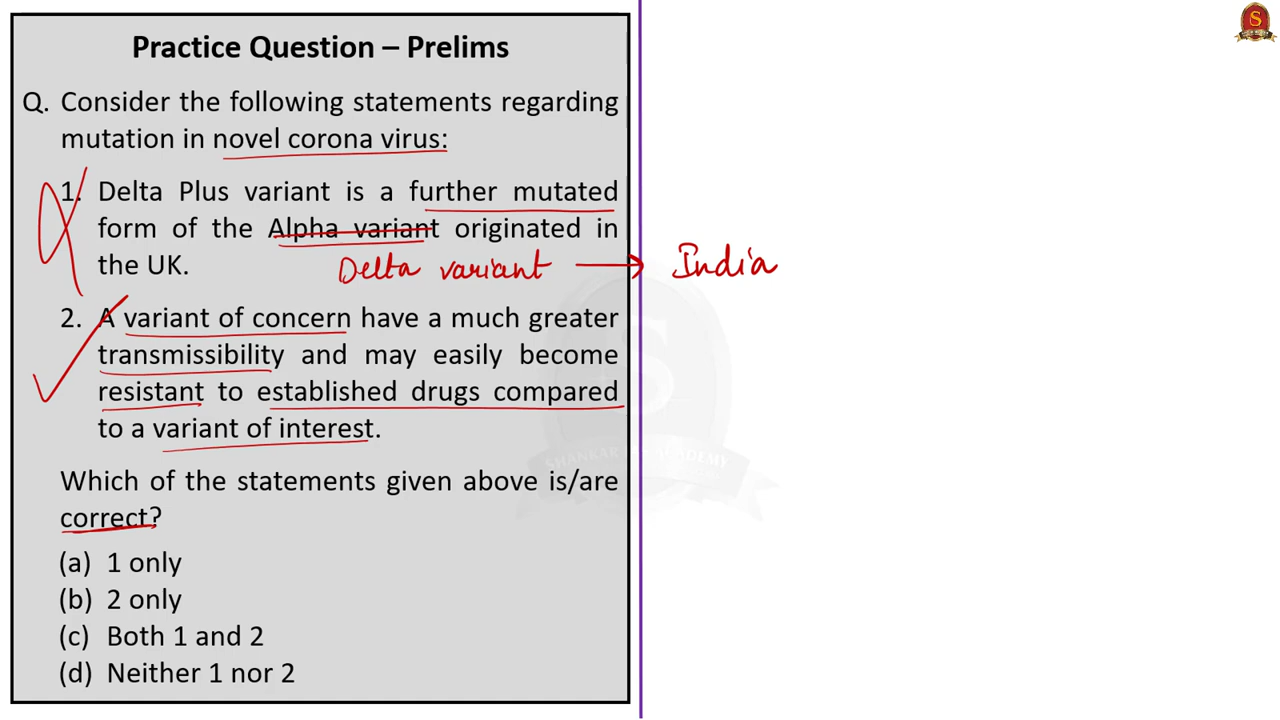 Practice Question – Prelims
Q. Consider the following statements regarding
mutation in novel corona virus:
1. Delta Plus variant is a further mutated
form of the Alpha variant originated in
the UK.
Delta variant → India
2. A variant of concern have a much greater
transmissibility and may easily become
resistant to established drugs compared
to a variant of interest.
Which of the statements given above is/are
correct?
(a) 1 only
(b) 2 only
(c) Both 1 and 2
(d) Neither 1 nor 2
S
SHANKAR IAS ACADEMY